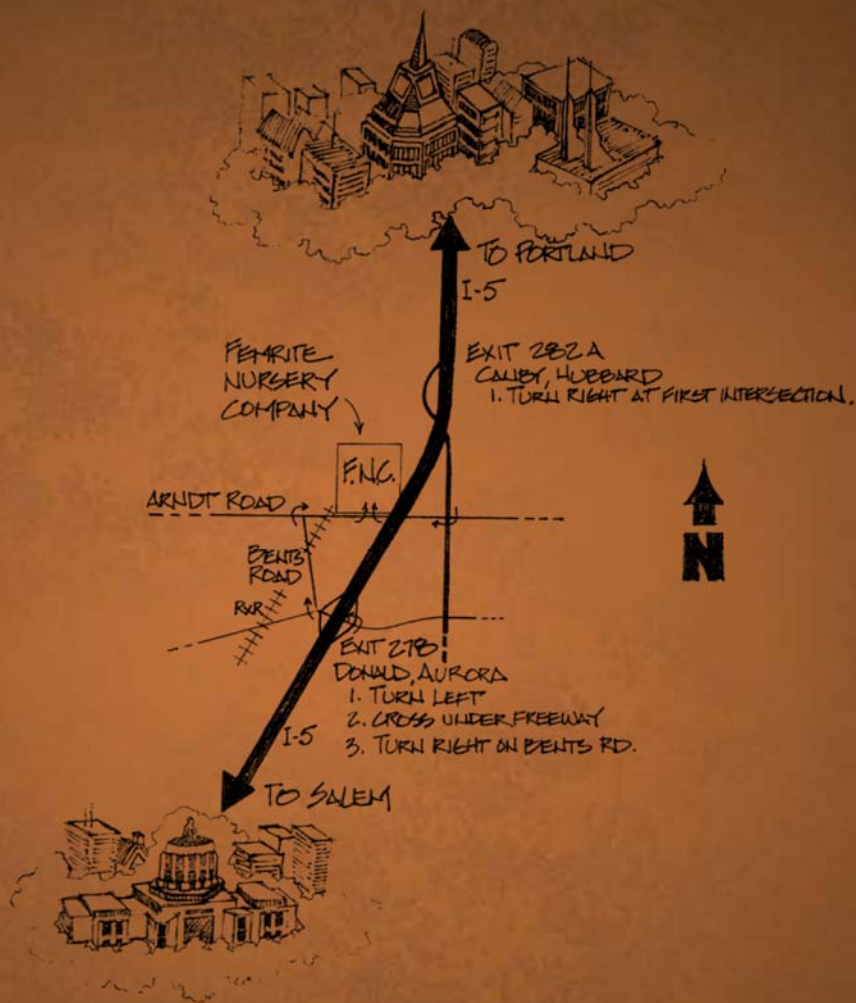 TO PORTLAND
I-5
EXIT 282A
CANBY, HUBBARD
1. TURN RIGHT AT FIRST INTERSECTION.
FEMRITE
NURSERY
COMPANY
F.N.C.
ARNDT ROAD
BENTS
ROAD
RxR
N
EXIT 278
DONALD, AURORA
1. TURN LEFT
2. CROSS UNDER FREEWAY
3. TURN RIGHT ON BENTS RD.
I-5
TO SALEM